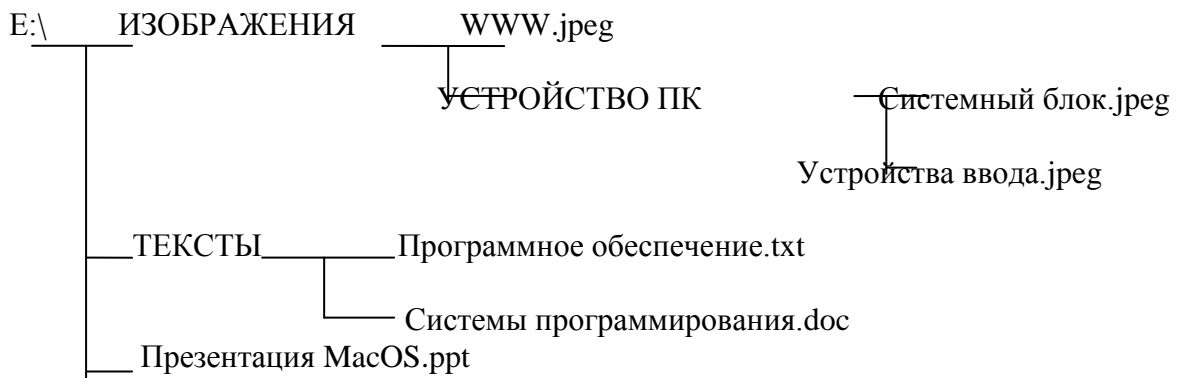 E:\ ИЗОБРАЖЕНИЯ WWW.jpeg
УСТРОЙСТВО ПК Системный блок.jpeg
Устройства ввода.jpeg
ТЕКСТЫ Программное обеспечение.txt
Системы программирования.doc
Презентация MacOS.ppt